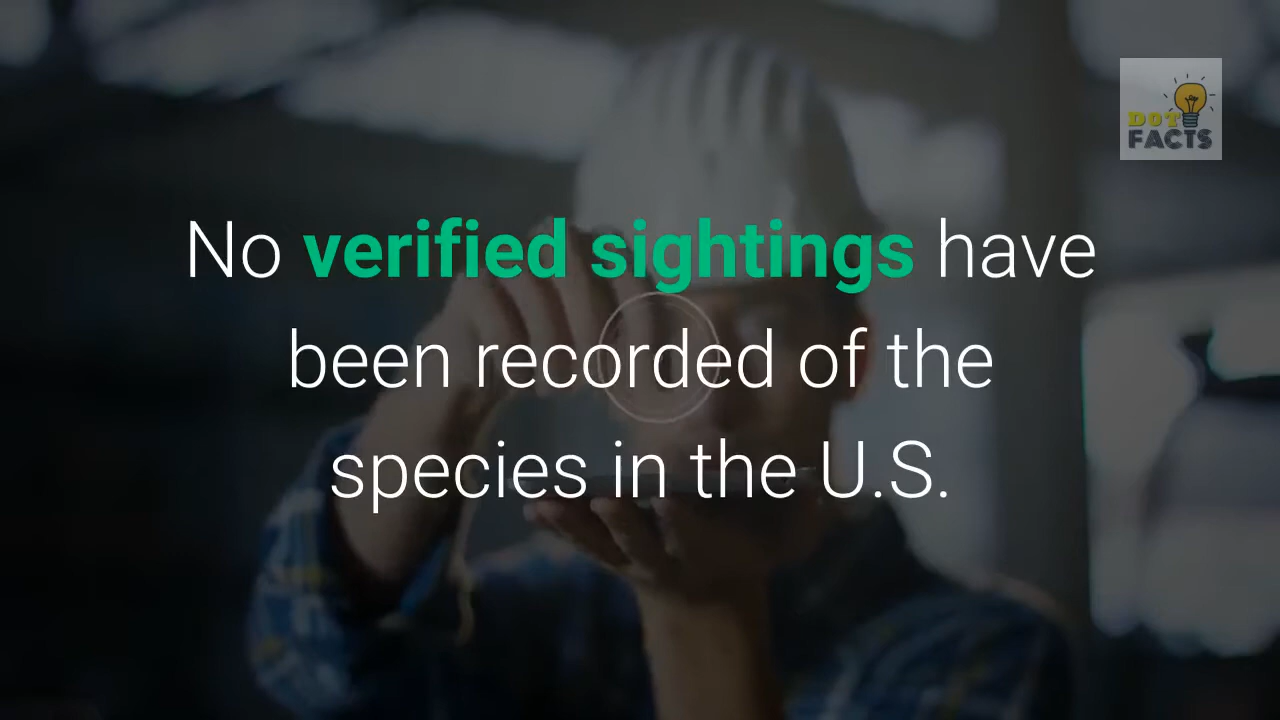 DOT
FACTS
No verified sightings have
been recorded of the
species in the U.S.